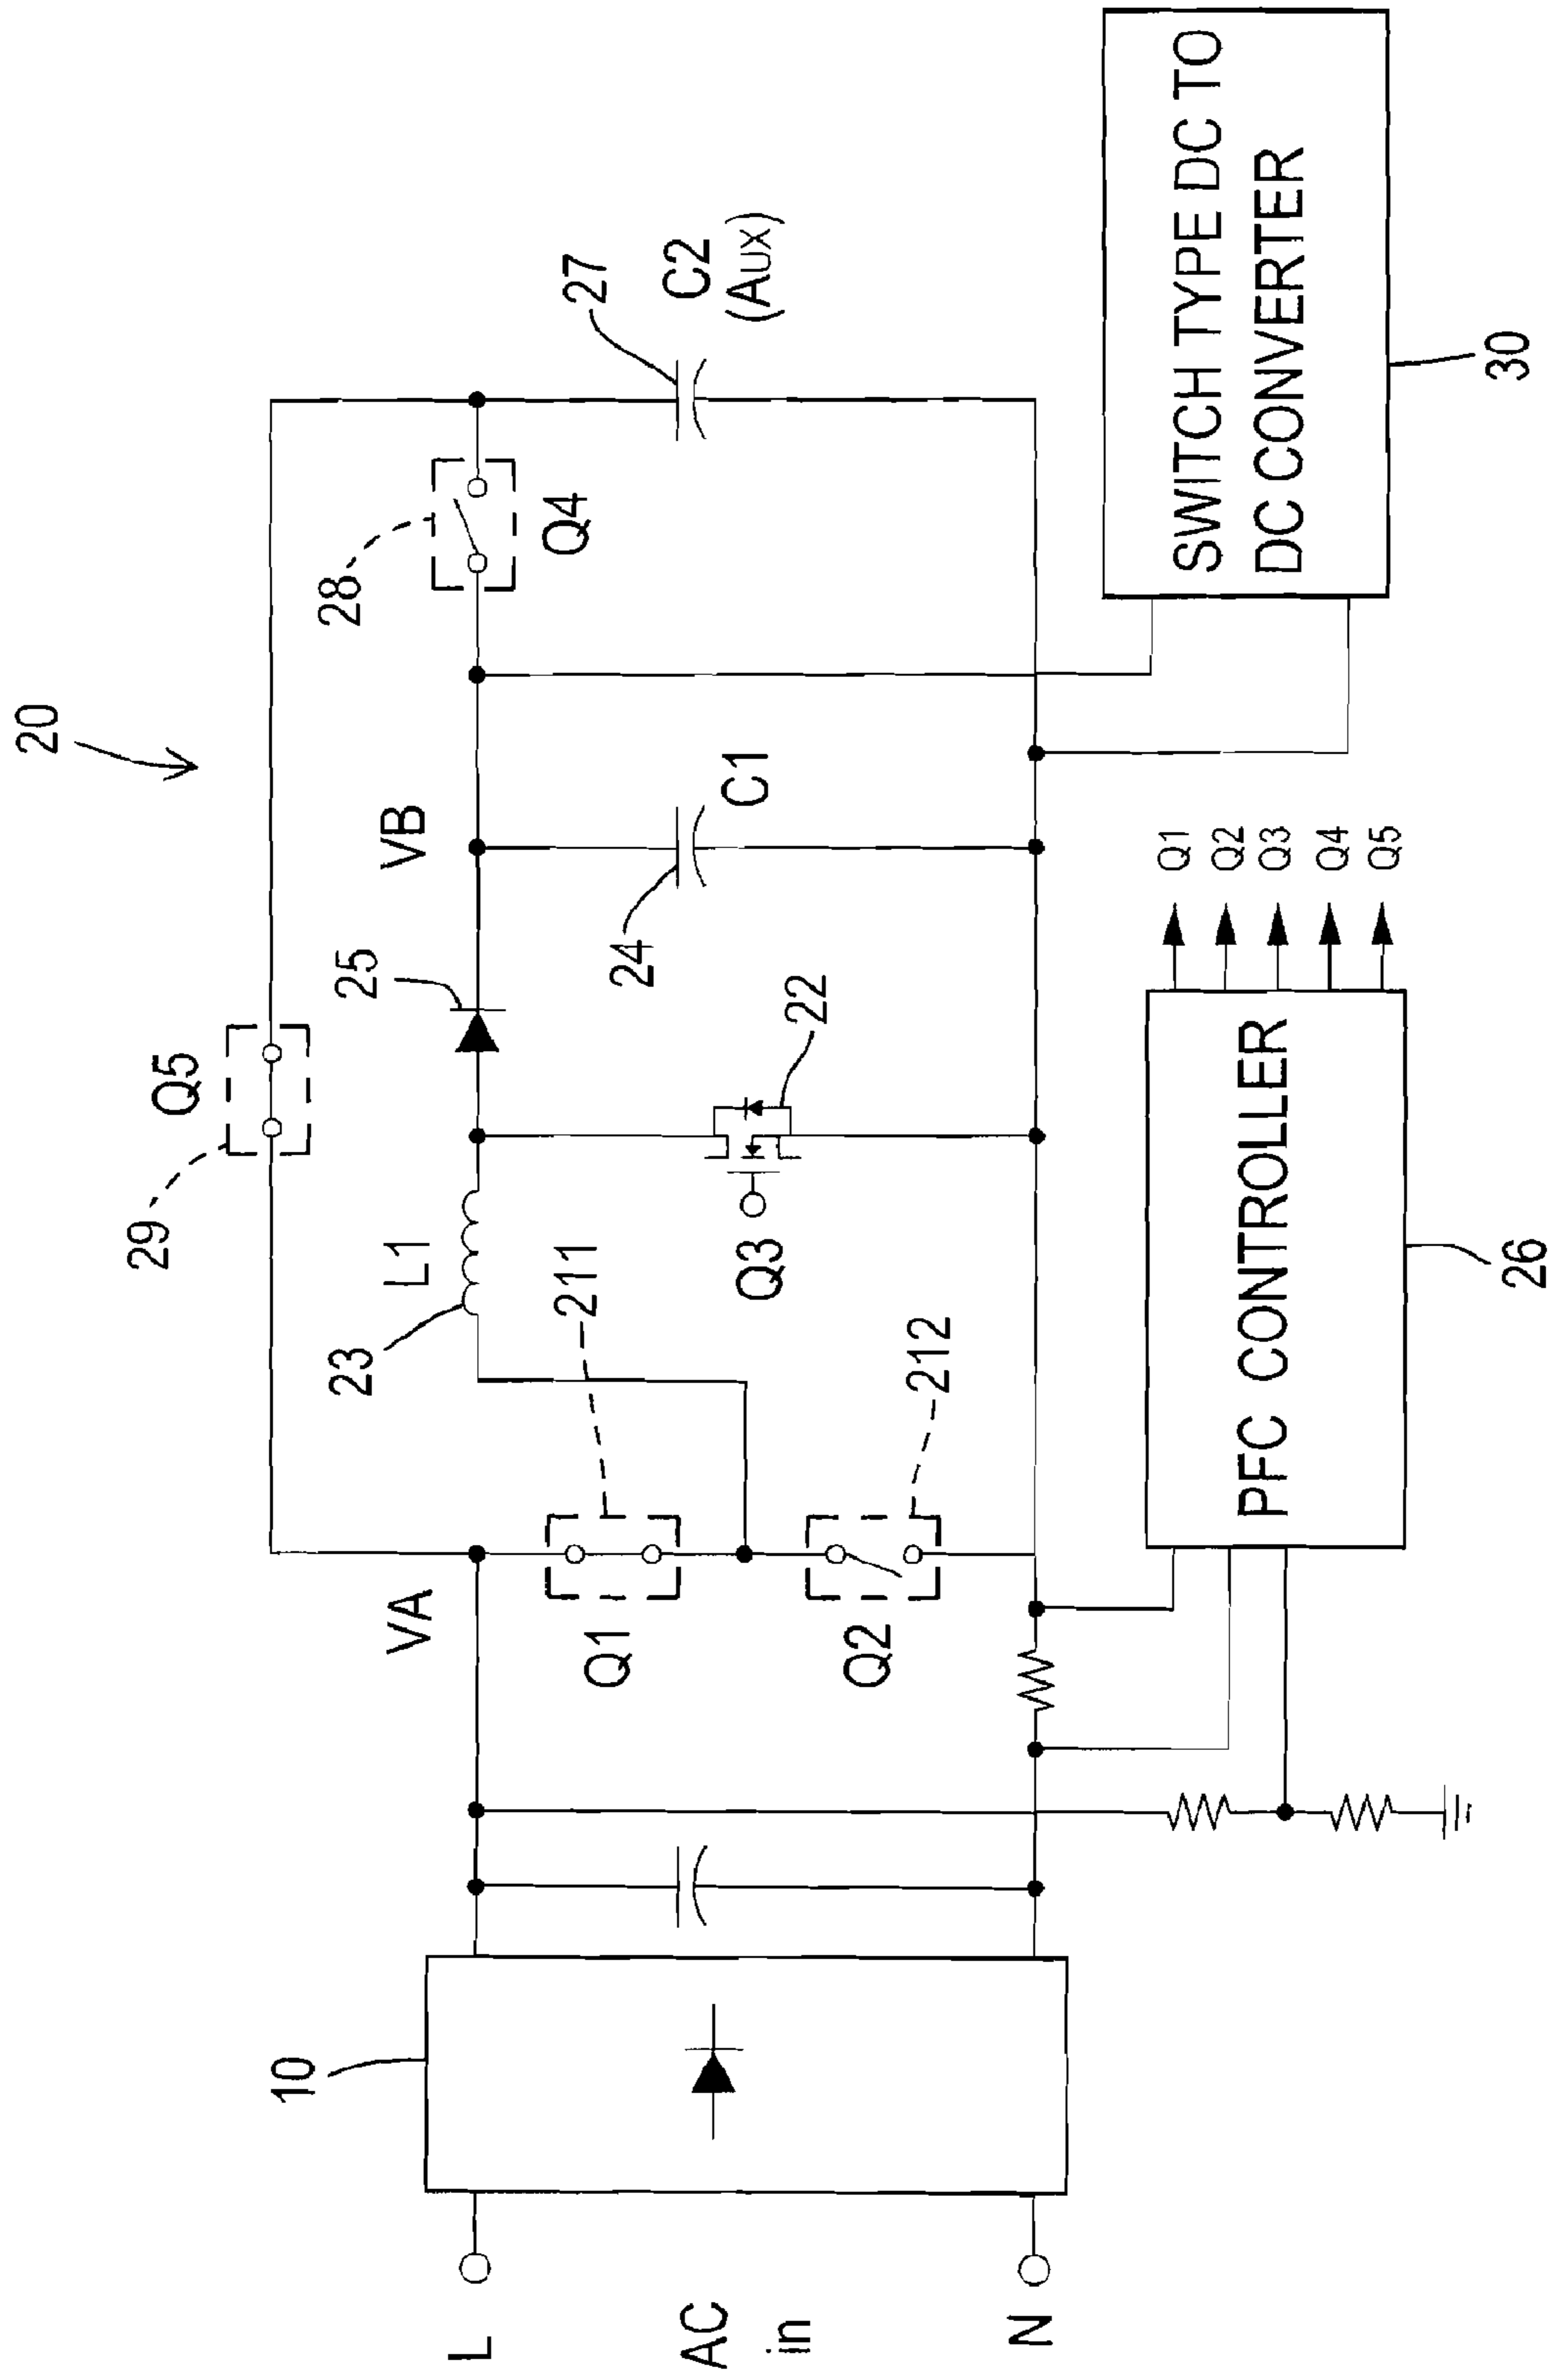 20
Q5
29
28
Q4
27
C2
(AUX)
VB
25
24
C1
L1
23
211
Q3
22
212
VA
Q1
Q2
10
L
AC
in
N
PFC CONTROLLER
26
Q1
Q2
Q3
Q4
Q5
SWITCH TYPE DC TO
DC CONVERTER
30